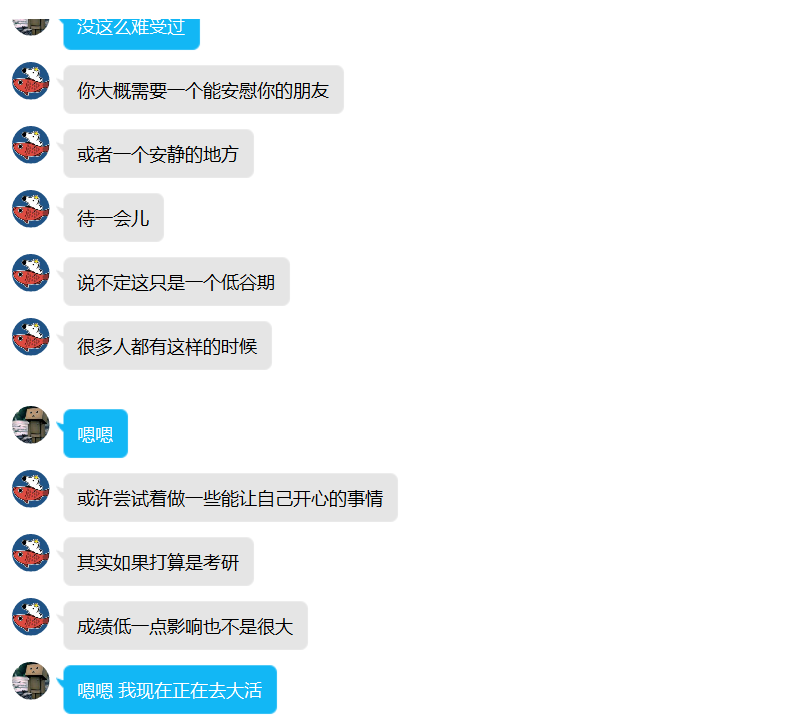 没这么难受过
你大概需要一个能安慰你的朋友
或者一个安静的地方
待一会儿
说不定这只是一个低谷期
很多人都有这样的时候
嗯嗯
或许尝试着做一些能让自己开心的事情
其实如果打算是考研
成绩低一点影响也不是很大
嗯嗯 我现在正在去大活